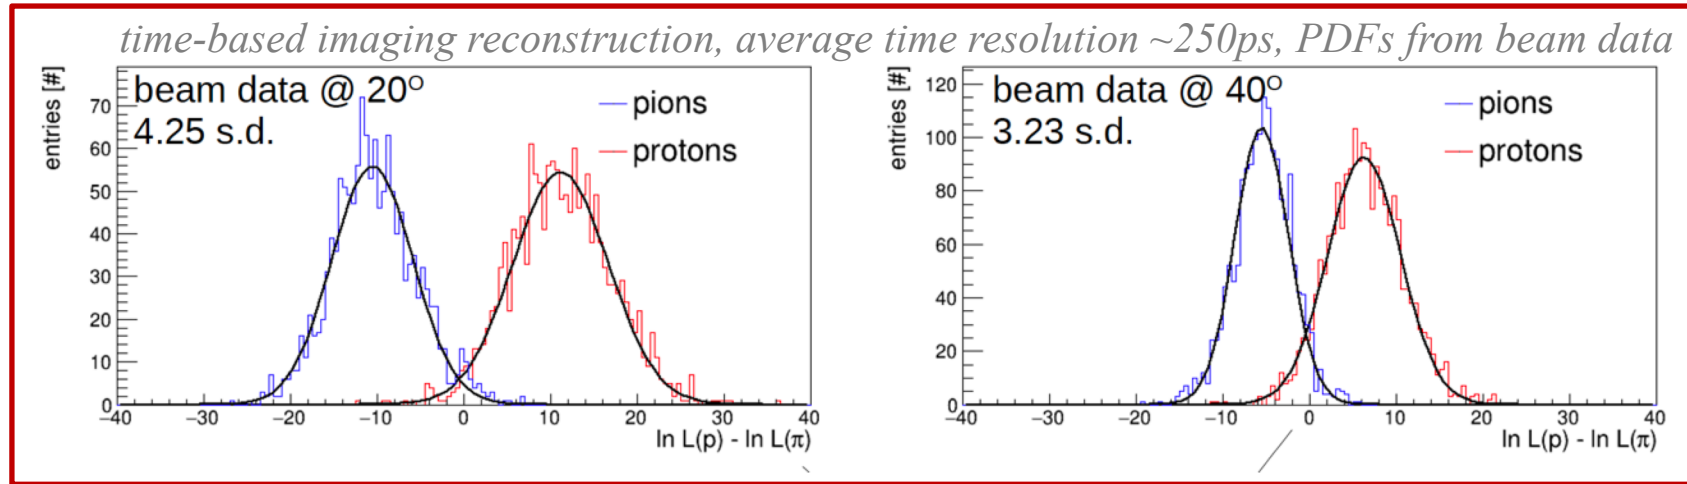 time-based imaging reconstruction, average time resolution ~250ps, PDFs from beam data
entries [#]
70
60
50
40
30
20
10
0
beam data @ 20°
4.25 s.d.
pions
protons
−40 −30 −20 −10 0 10 20 30 40
ln L(p) - ln L(π)
entries [#]
120
100
80
60
40
20
0
beam data @ 40°
3.23 s.d.
pions
protons
−40 −30 −20 −10 0 10 20 30 40
ln L(p) - ln L(π)